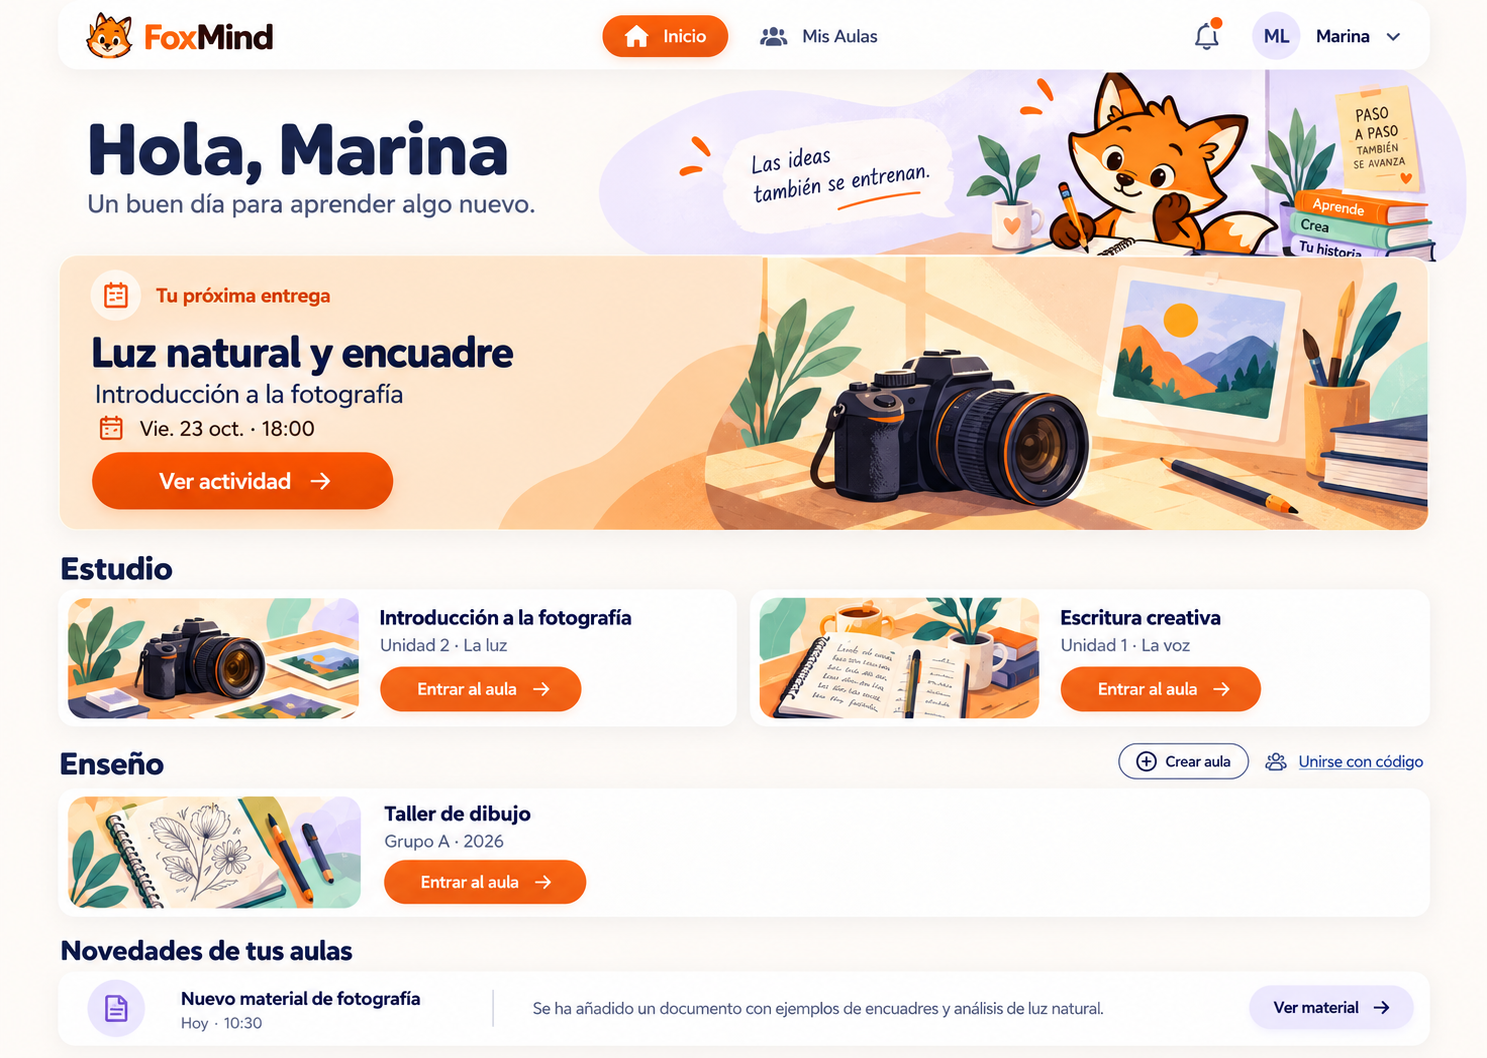 FoxMind
Inicio
Mis Aulas
ML
Marina
Hola, Marina
Un buen día para aprender algo nuevo.
Las ideas
también se entrenan.
PASO
A PASO
TAMBIÉN
SE AVANZA
Aprende
Crea
Tu historia
Tu próxima entrega
Luz natural y encuadre
Introducción a la fotografía
Vie. 23 oct. · 18:00
Ver actividad
Estudio
Introducción a la fotografía
Unidad 2 · La luz
Entrar al aula
Escritura creativa
Unidad 1 · La voz
Entrar al aula
Enseño
Crear aula
Unirse con código
Taller de dibujo
Grupo A · 2026
Entrar al aula
Novedades de tus aulas
Nuevo material de fotografía
Hoy · 10:30
Se ha añadido un documento con ejemplos de encuadres y análisis de luz natural.
Ver material